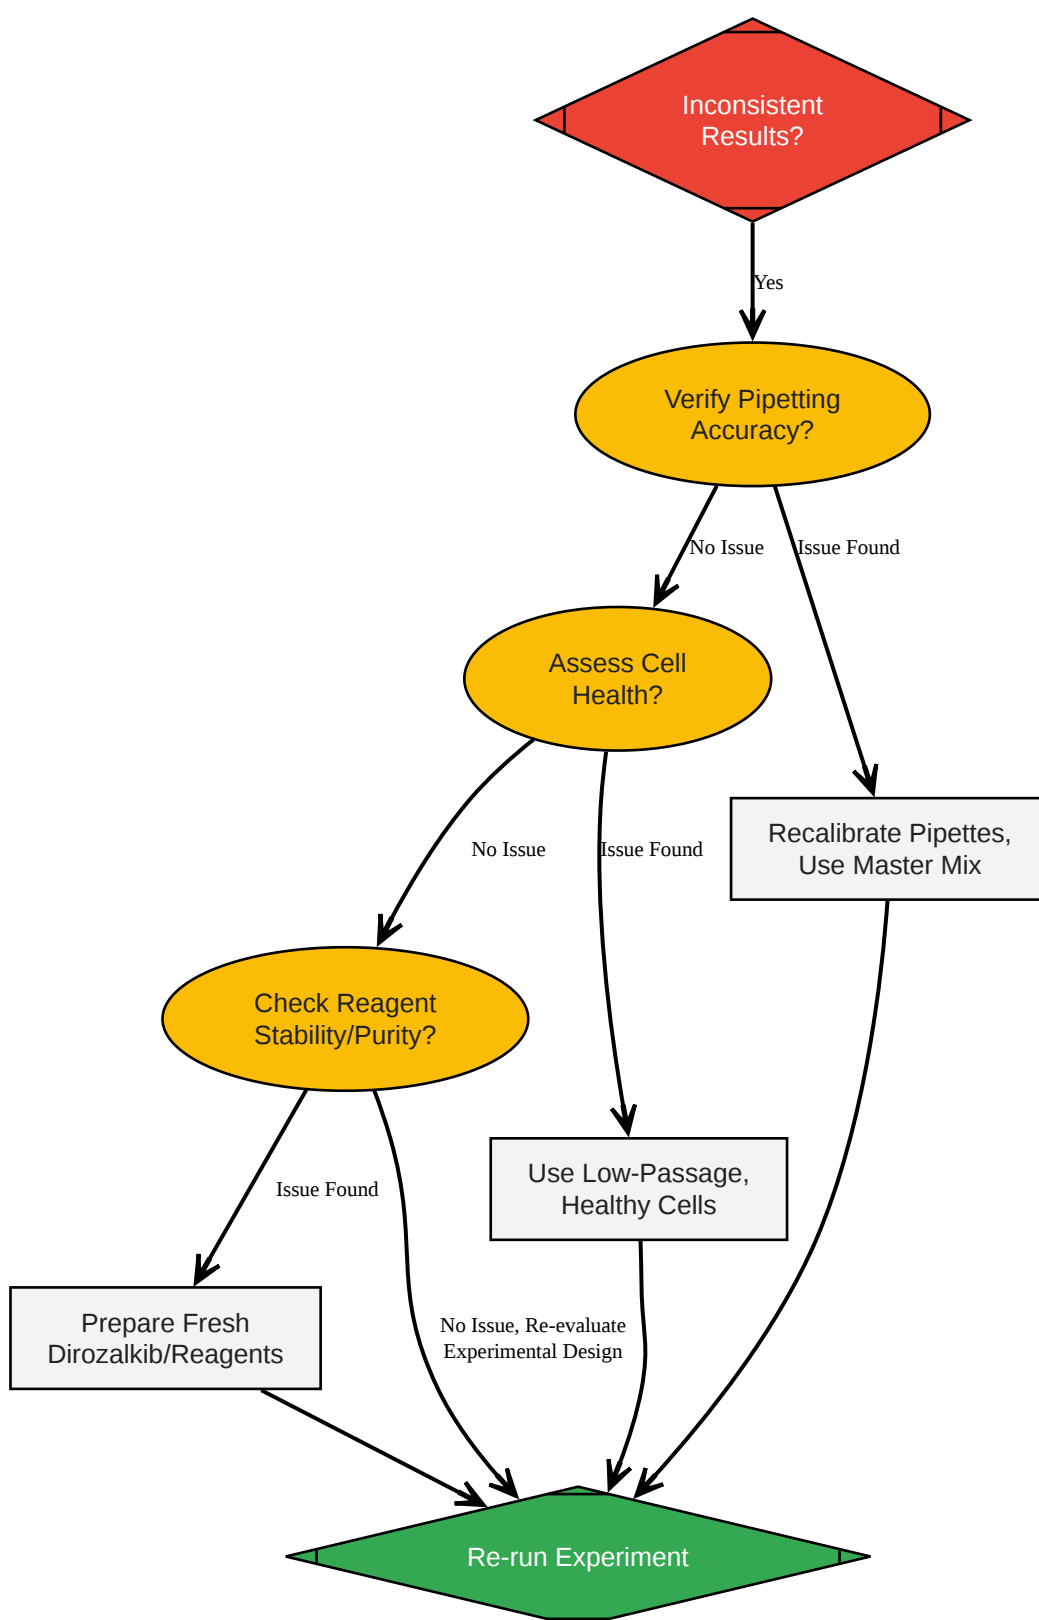 Inconsistent
Results?
Yes
Verify Pipetting
Accuracy?
No Issue
Issue Found
Assess Cell
Health?
No Issue
Issue Found
Recalibrate Pipettes,
Use Master Mix
Check Reagent
Stability/Purity?
Issue Found
Use Low-Passage,
Healthy Cells
Prepare Fresh
Dirozalkib/Reagents
No Issue, Re-evaluate
Experimental Design
Re-run Experiment